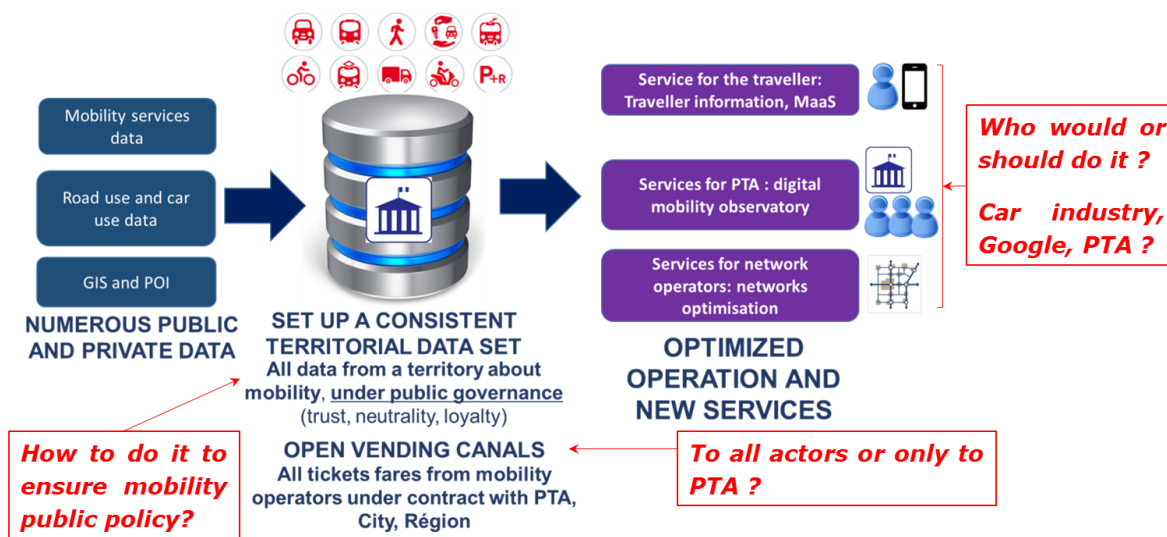 P+R
Mobility services
data
Road use and car
use data
GIS and POI
NUMEROUS PUBLIC
AND PRIVATE DATA
SET UP A CONSISTENT
TERRITORIAL DATA SET
All data from a territory about
mobility, under public governance
(trust, neutrality, loyalty)
OPEN VENDING CANALS
All tickets fares from mobility
operators under contract with PTA,
City, Région
Service for the traveller:
Traveller information, MaaS
Services for PTA : digital
mobility observatory
Services for network
operators: networks
optimisation
OPTIMIZED
OPERATION AND
NEW SERVICES
Who would or
should do it ?
Car industry,
Google, PTA ?
How to do it to
ensure mobility
public policy?
To all actors or only to
PTA ?